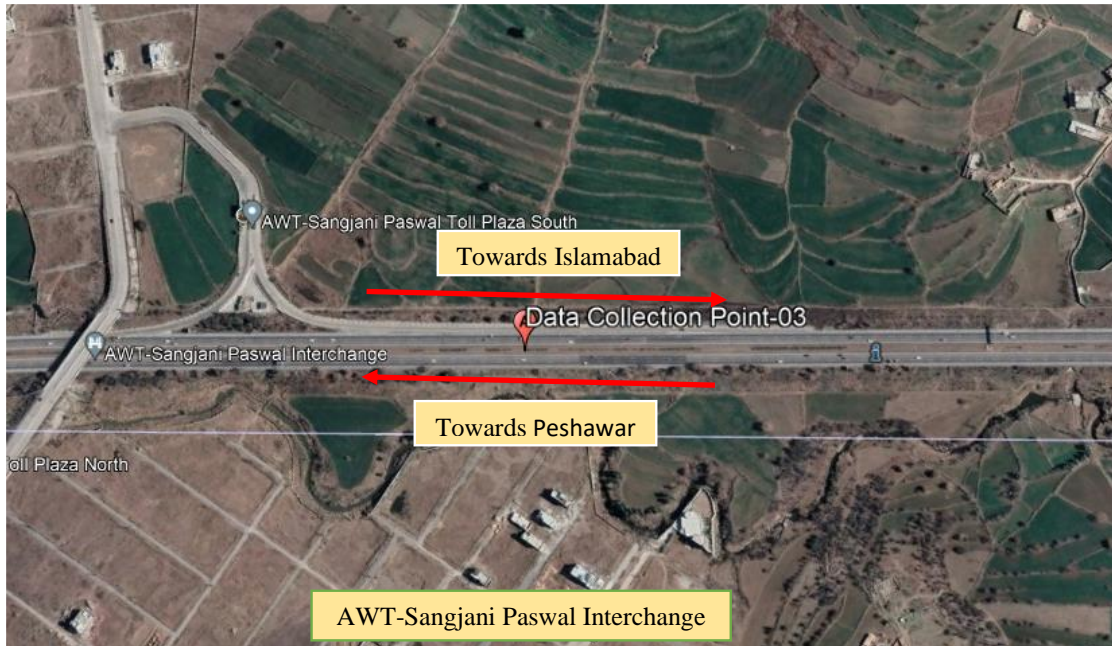 AWT-Sangjani Paswal Toll Plaza South
Towards Islamabad
Data Collection Point-03
AWT-Sangjani Paswal Interchange
Towards Peshawar
oll Plaza North
AWT-Sangjani Paswal Interchange